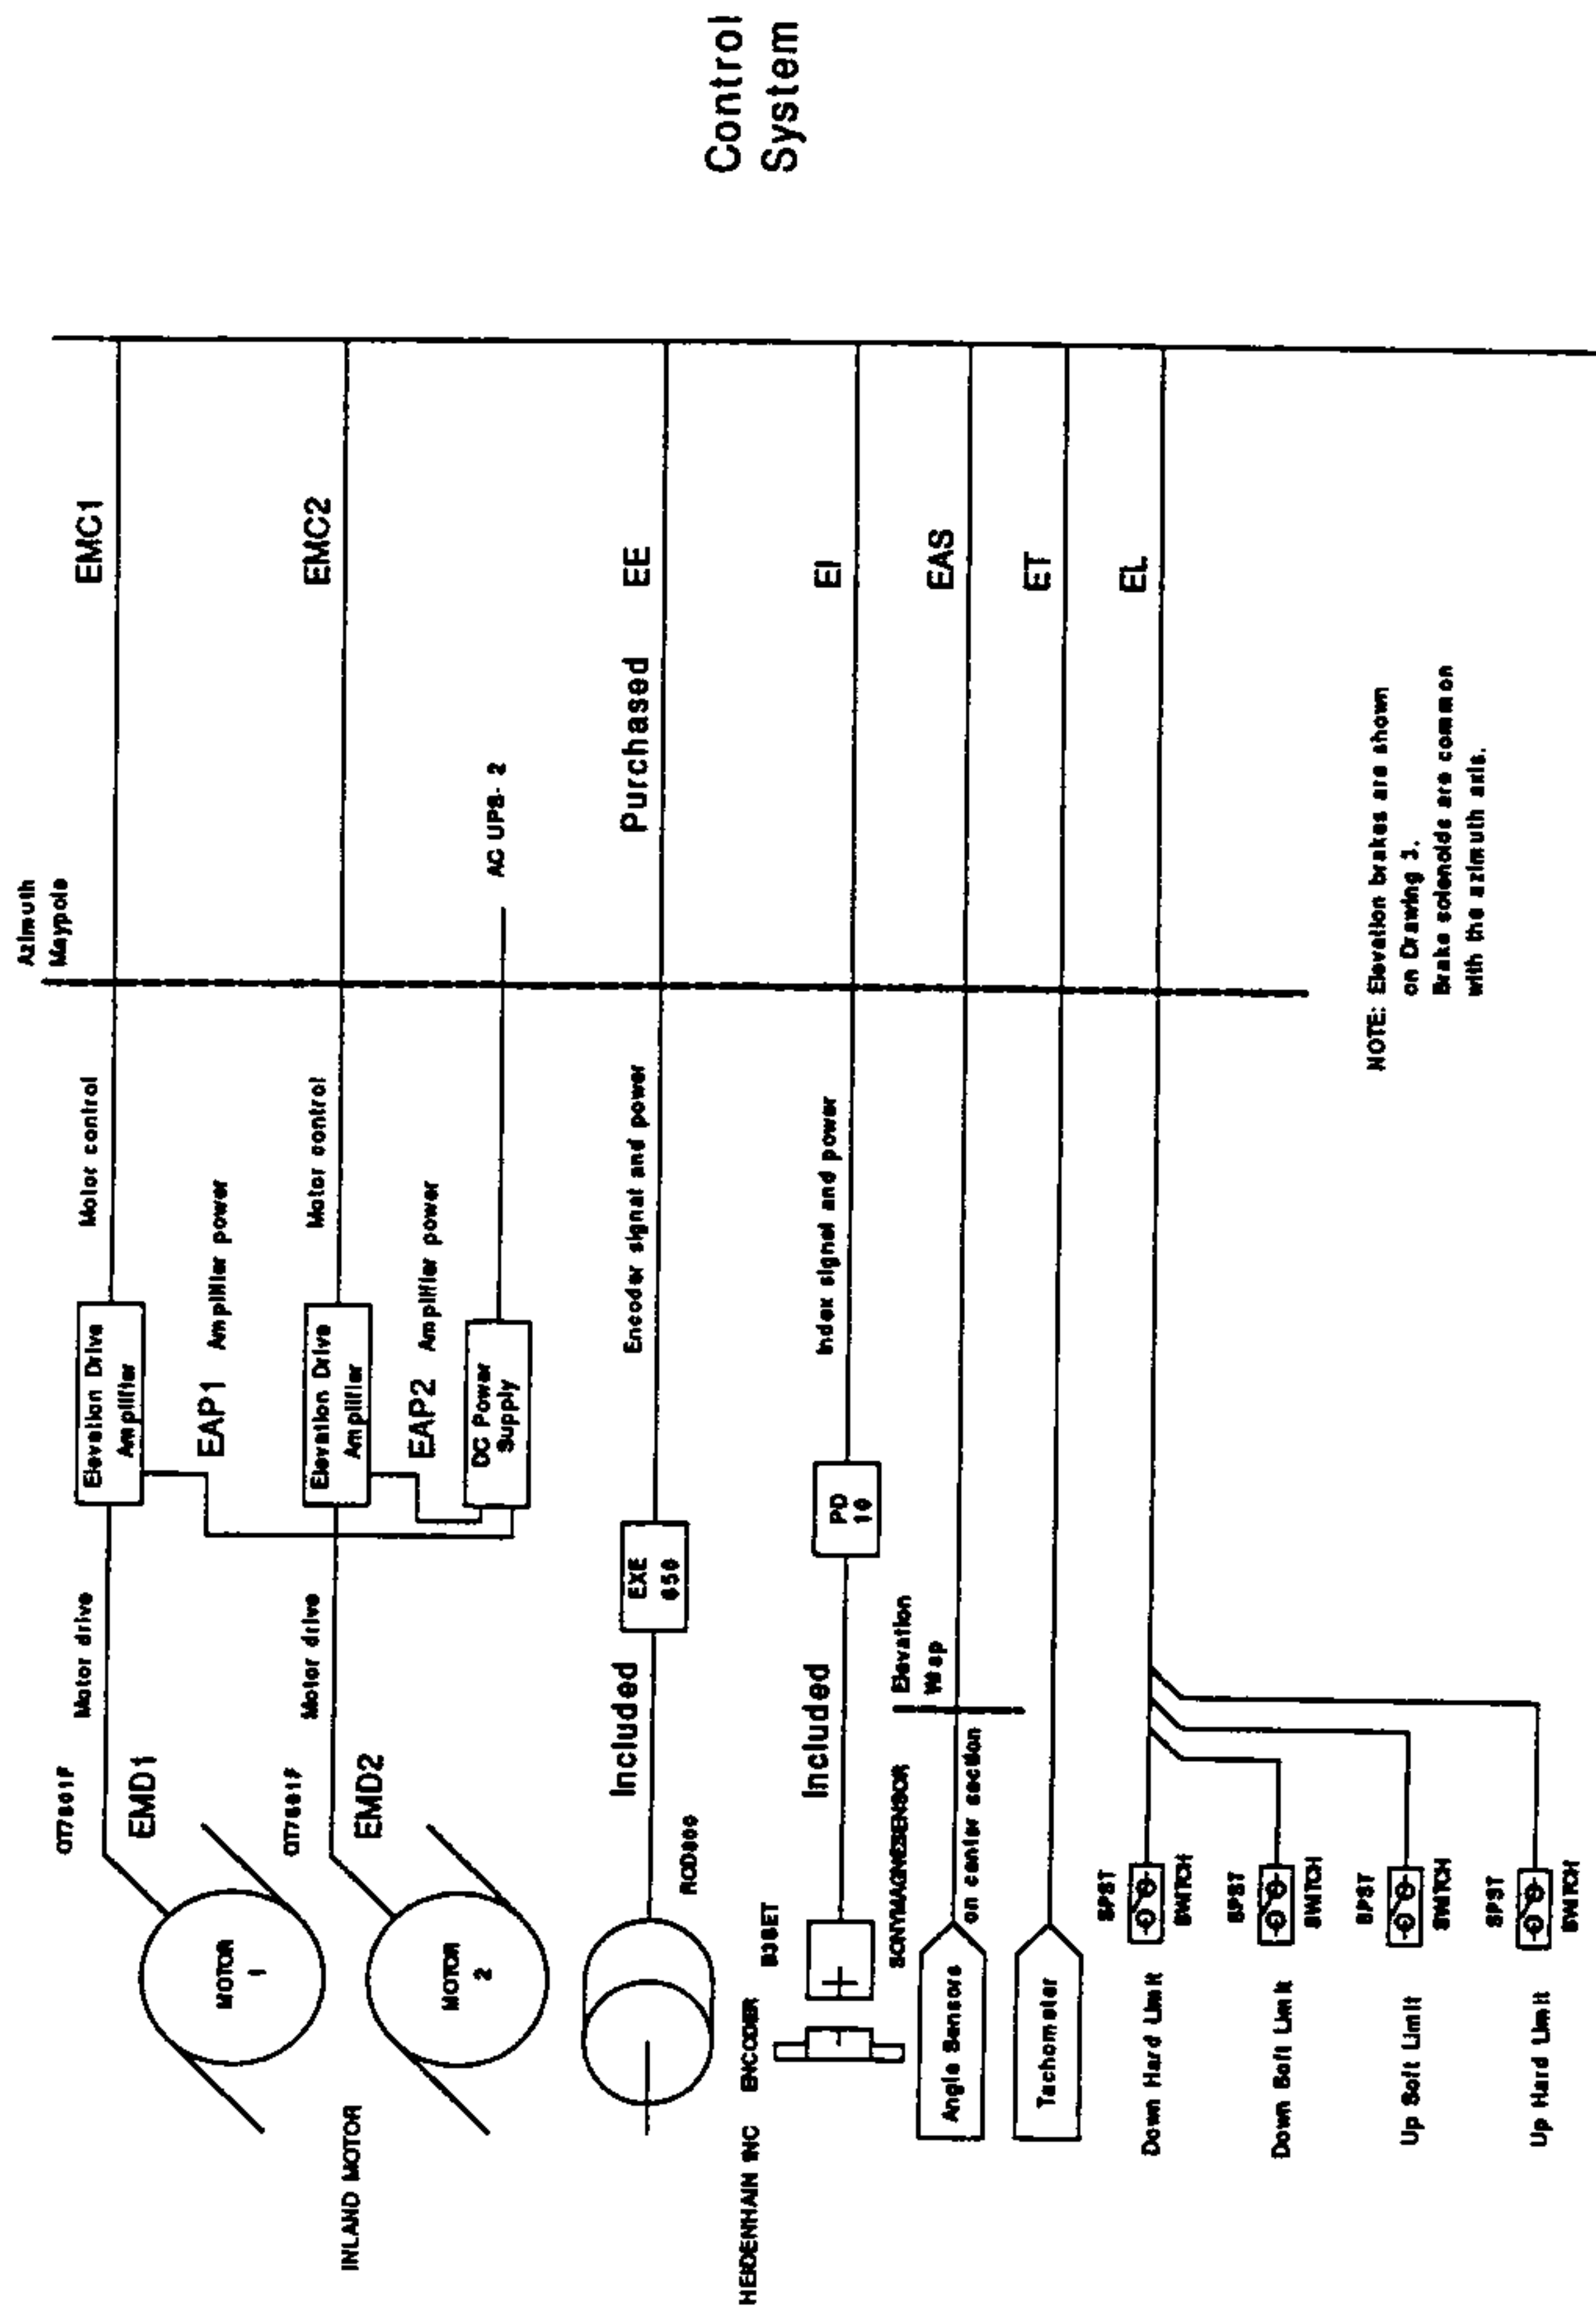 Control
System
Azimuth
Maypole
EMC1
Motor control
Elevation Drive
Amplifier
Motor drive
EMD1
MOTOR
1
EAP1 Amplifier power
EMC2
Motor control
Elevation Drive
Amplifier
Motor drive
EMD2
MOTOR
2
INLAND MOTOR
EAP2 Amplifier power
DC Power
Supply
AC UPS-2
Purchased EE
Encoder signal and power
EXE
650
Included
ROD800
HEIDENHAIN INC ENCODER
EI
Index signal and power
PD
10
Included
SONYMAGNESENSOR
EAS
Elevation
Wrap
on center section
Angle Sensors
ET
Tachometer
EL
SPST
SWITCH
Down Hard Limit
SPST
SWITCH
Down Soft Limit
SPST
SWITCH
Up Soft Limit
SPST
SWITCH
Up Hard Limit
NOTE: Elevation brakes are shown
on Drawing 3.
Brake solenoids are common
with the azimuth axis.